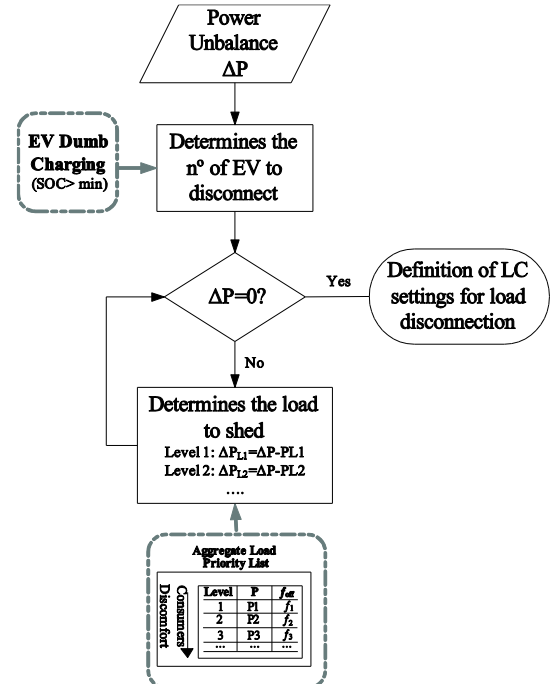 Power
Unbalance
ΔP
EV Dumb
Charging
(SOC> min)
Determines the
nº of EV to
disconnect
ΔP=0?
Yes
Definition of LC
settings for load
disconnection
No
Determines the load
to shed
Level 1: ΔPL1=ΔP-PL1
Level 2: ΔPL2=ΔP-PL2
....
Aggregate Load
Priority List
Consumers
Discomfort
Level P foff
1 P1 f1
2 P2 f2
3 P3 f3
... ... ...